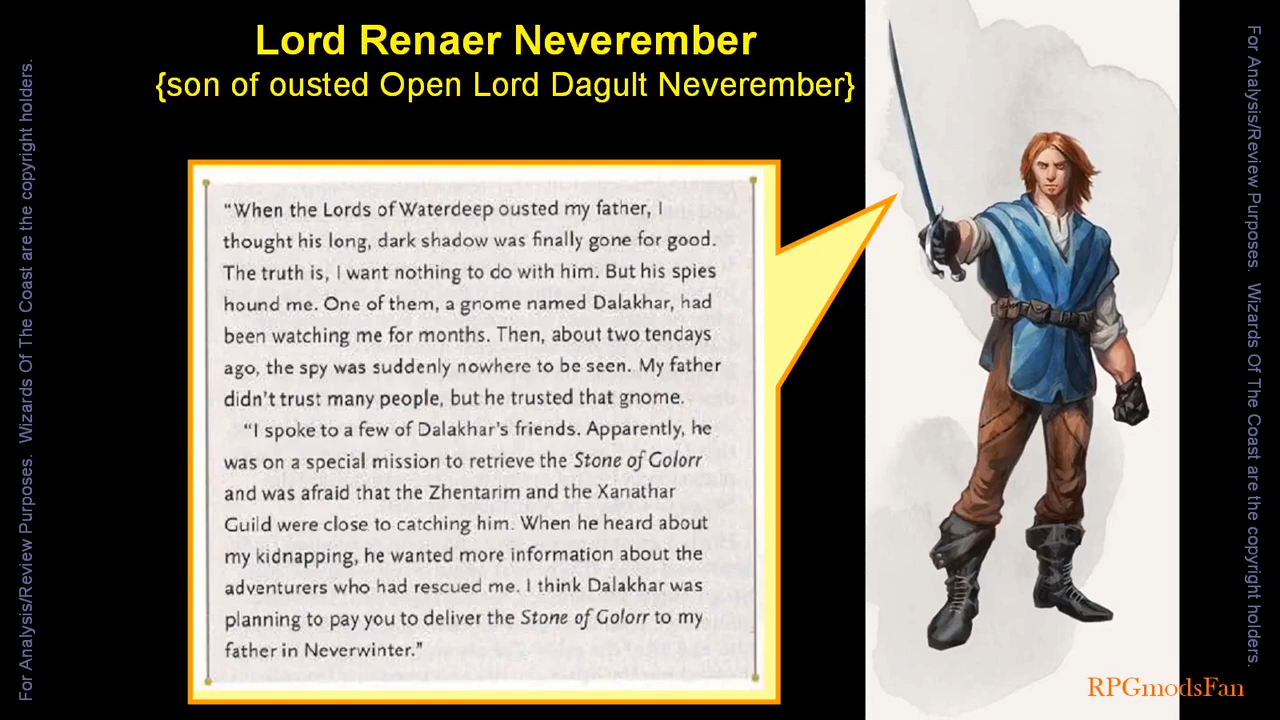 Lord Renaer Neverember
{son of ousted Open Lord Dagult Neverember}
“When the Lords of Waterdeep ousted my father, I
thought his long, dark shadow was finally gone for good.
The truth is, I want nothing to do with him. But his spies
hound me. One of them, a gnome named Dalakhar, had
been watching me for months. Then, about two tendays
ago, the spy was suddenly nowhere to be seen. My father
didn’t trust many people, but he trusted that gnome.
“I spoke to a few of Dalakhar’s friends. Apparently, he
was on a special mission to retrieve the Stone of Golorr
and was afraid that the Zhentarim and the Xanathar
Guild were close to catching him. When he heard about
my kidnapping, he wanted more information about the
adventurers who had rescued me. I think Dalakhar was
planning to pay you to deliver the Stone of Golorr to my
father in Neverwinter.”
For Analysis/Review Purposes. Wizards Of The Coast are the copyright holders.
For Analysis/Review Purposes. Wizards Of The Coast are the copyright holders.
RPGmodsFan